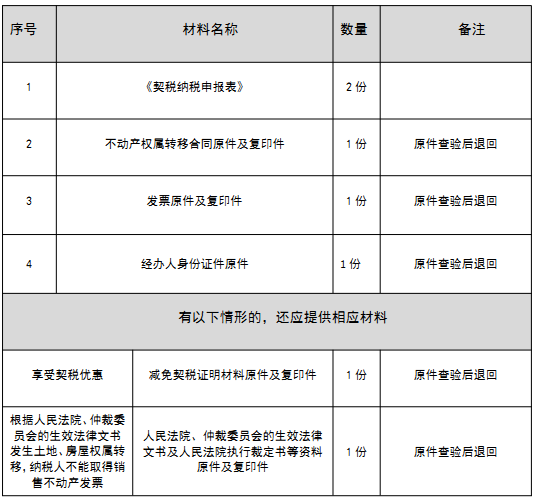 序号 材料名称 数量 备注
1 《契税纳税申报表》 2 份
2 不动产权属转移合同原件及复印件 1 份 原件查验后退回
3 发票原件及复印件 1 份 原件查验后退回
4 经办人身份证件原件 1 份 原件查验后退回
有以下情形的，还应提供相应材料
享受契税优惠 减免契税证明材料原件及复印件 1 份 原件查验后退回
根据人民法院、仲裁委
员会的生效法律文书
发生土地、房屋权属转
移，纳税人不能取得销
售不动产发票
人民法院、仲裁委员会的生效法律
文书及人民法院执行裁定书等资料
原件及复印件
1 份
原件查验后退回